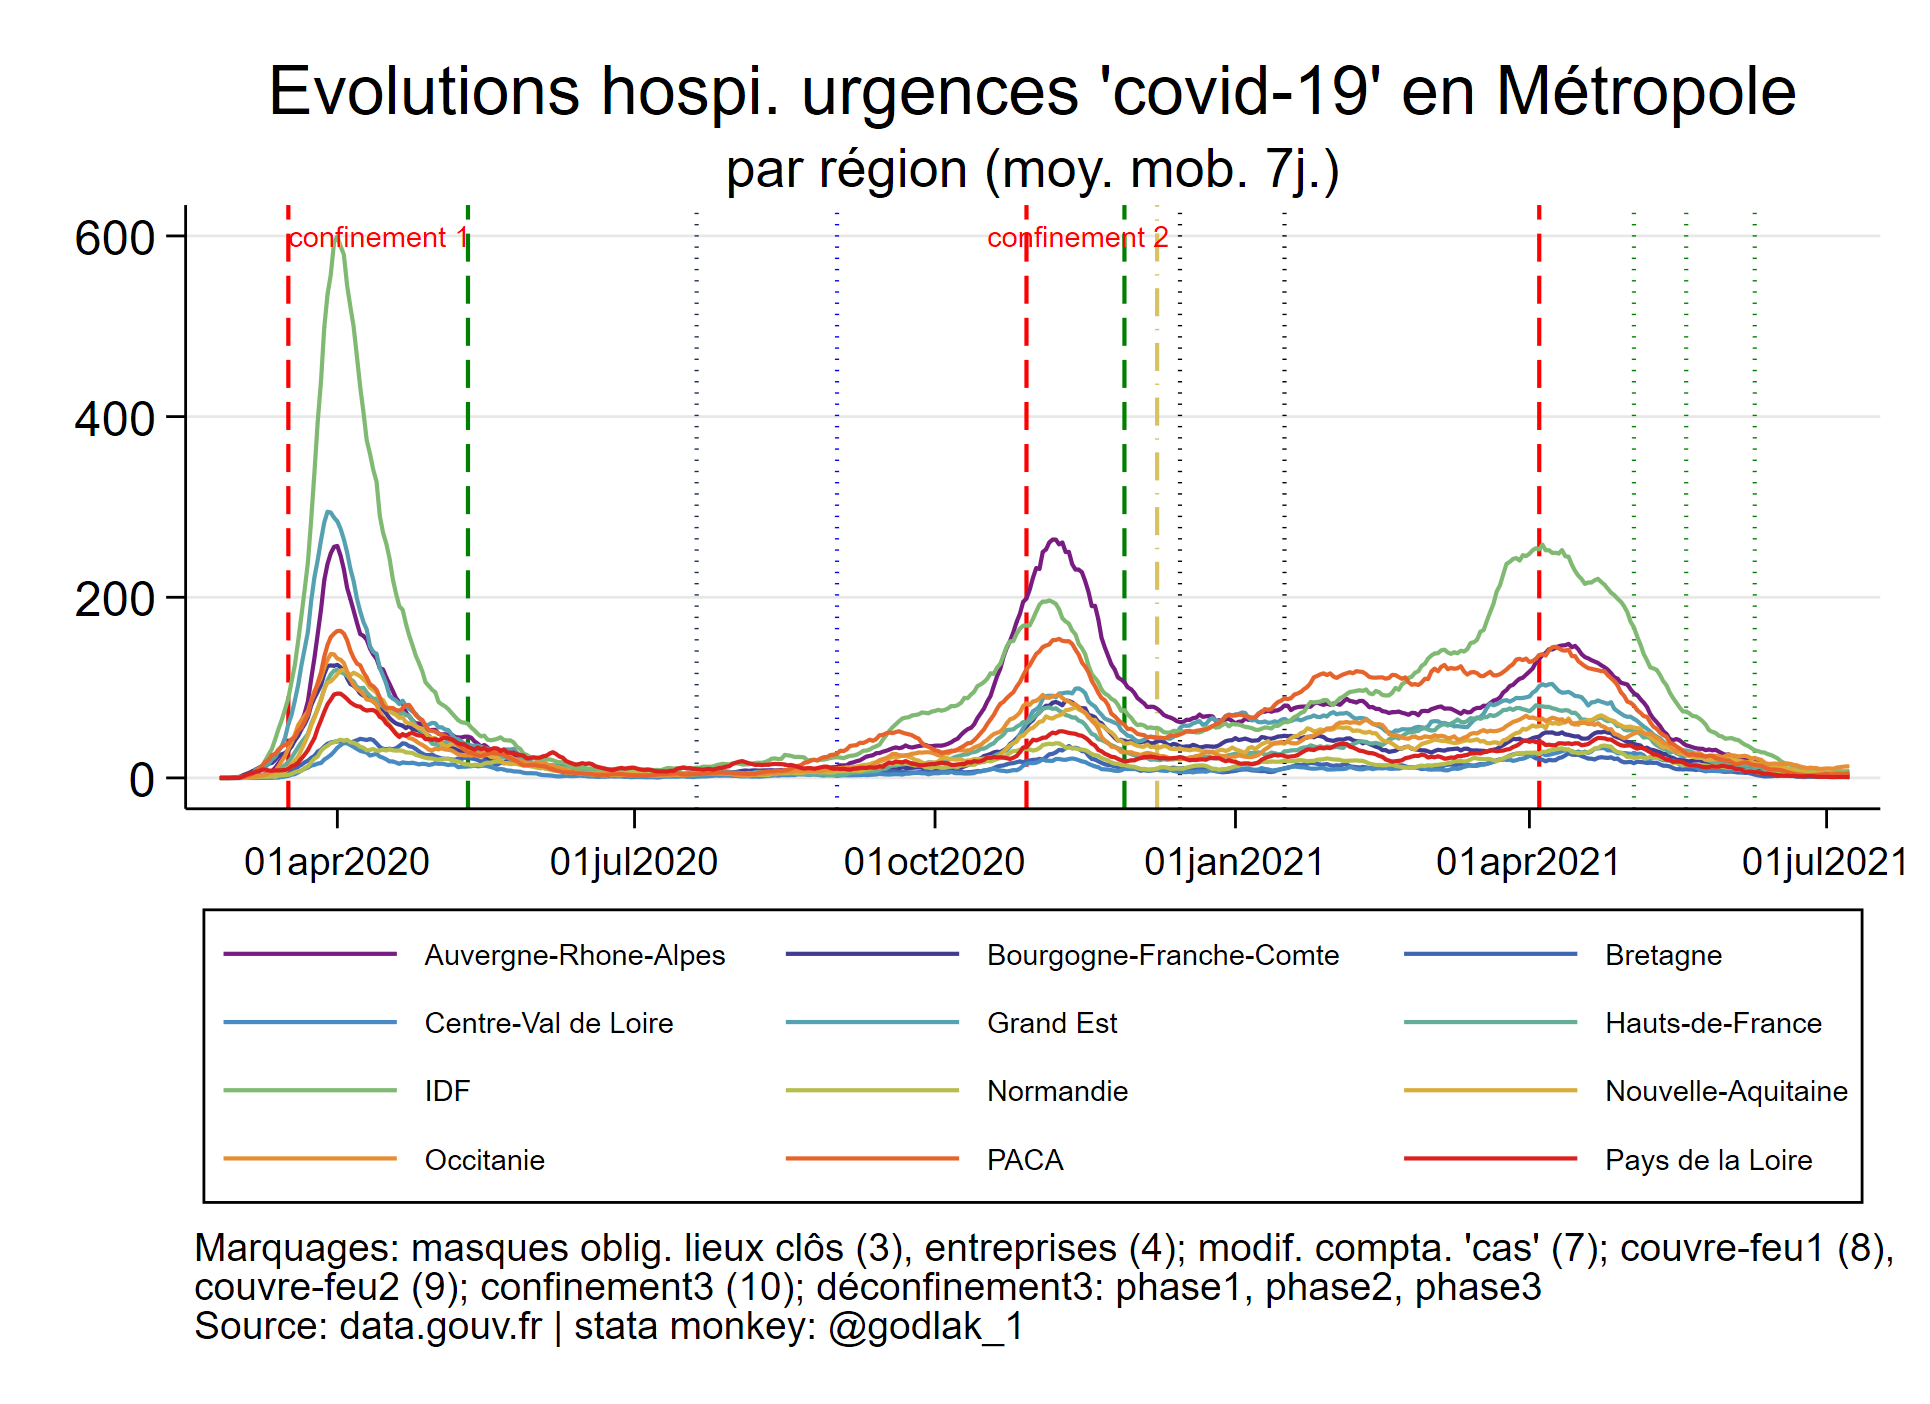 Evolutions hospi. urgences 'covid-19' en Métropole
par région (moy. mob. 7j.)
confinement 1
confinement 2
600
400
200
0
01apr2020
01jul2020
01oct2020
01jan2021
01apr2021
01jul2021
Auvergne-Rhone-Alpes
Bourgogne-Franche-Comte
Bretagne
Centre-Val de Loire
Grand Est
Hauts-de-France
IDF
Normandie
Nouvelle-Aquitaine
Occitanie
PACA
Pays de la Loire
Marquages: masques oblig. lieux clôs (3), entreprises (4); modif. compta. 'cas' (7); couvre-feu1 (8),
couvre-feu2 (9); confinement3 (10); déconfinement3: phase1, phase2, phase3
Source: data.gouv.fr | stata monkey: @godlak_1